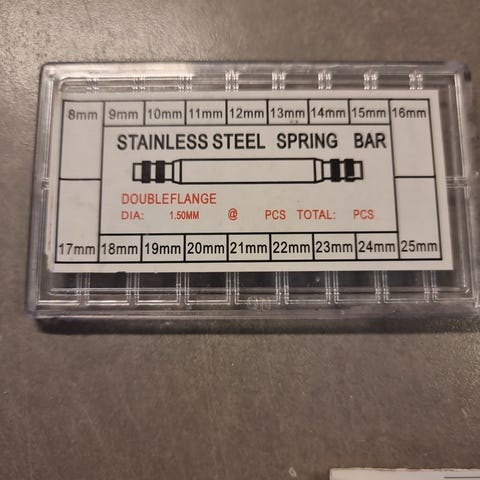 8mm 9mm 10mm 11mm 12mm 13mm 14mm 15mm 16mm
STAINLESS STEEL SPRING BAR
DOUBLEFLANGE
DIA: 1.50MM @ PCS TOTAL: PCS
17mm 18mm 19mm 20mm 21mm 22mm 23mm 24mm 25mm